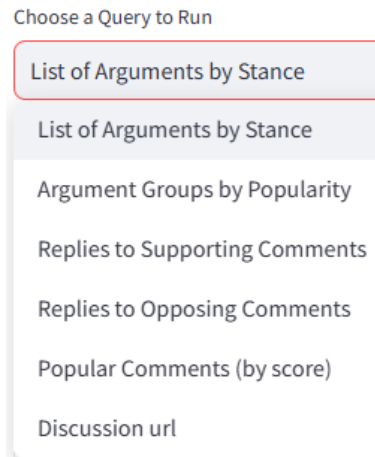 Choose a Query to Run
List of Arguments by Stance
List of Arguments by Stance
Argument Groups by Popularity
Replies to Supporting Comments
Replies to Opposing Comments
Popular Comments (by score)
Discussion url